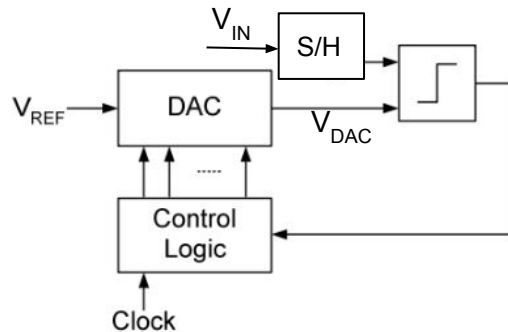 V_IN
S/H
DAC
V_REF
V_DAC
Control
Logic
Clock